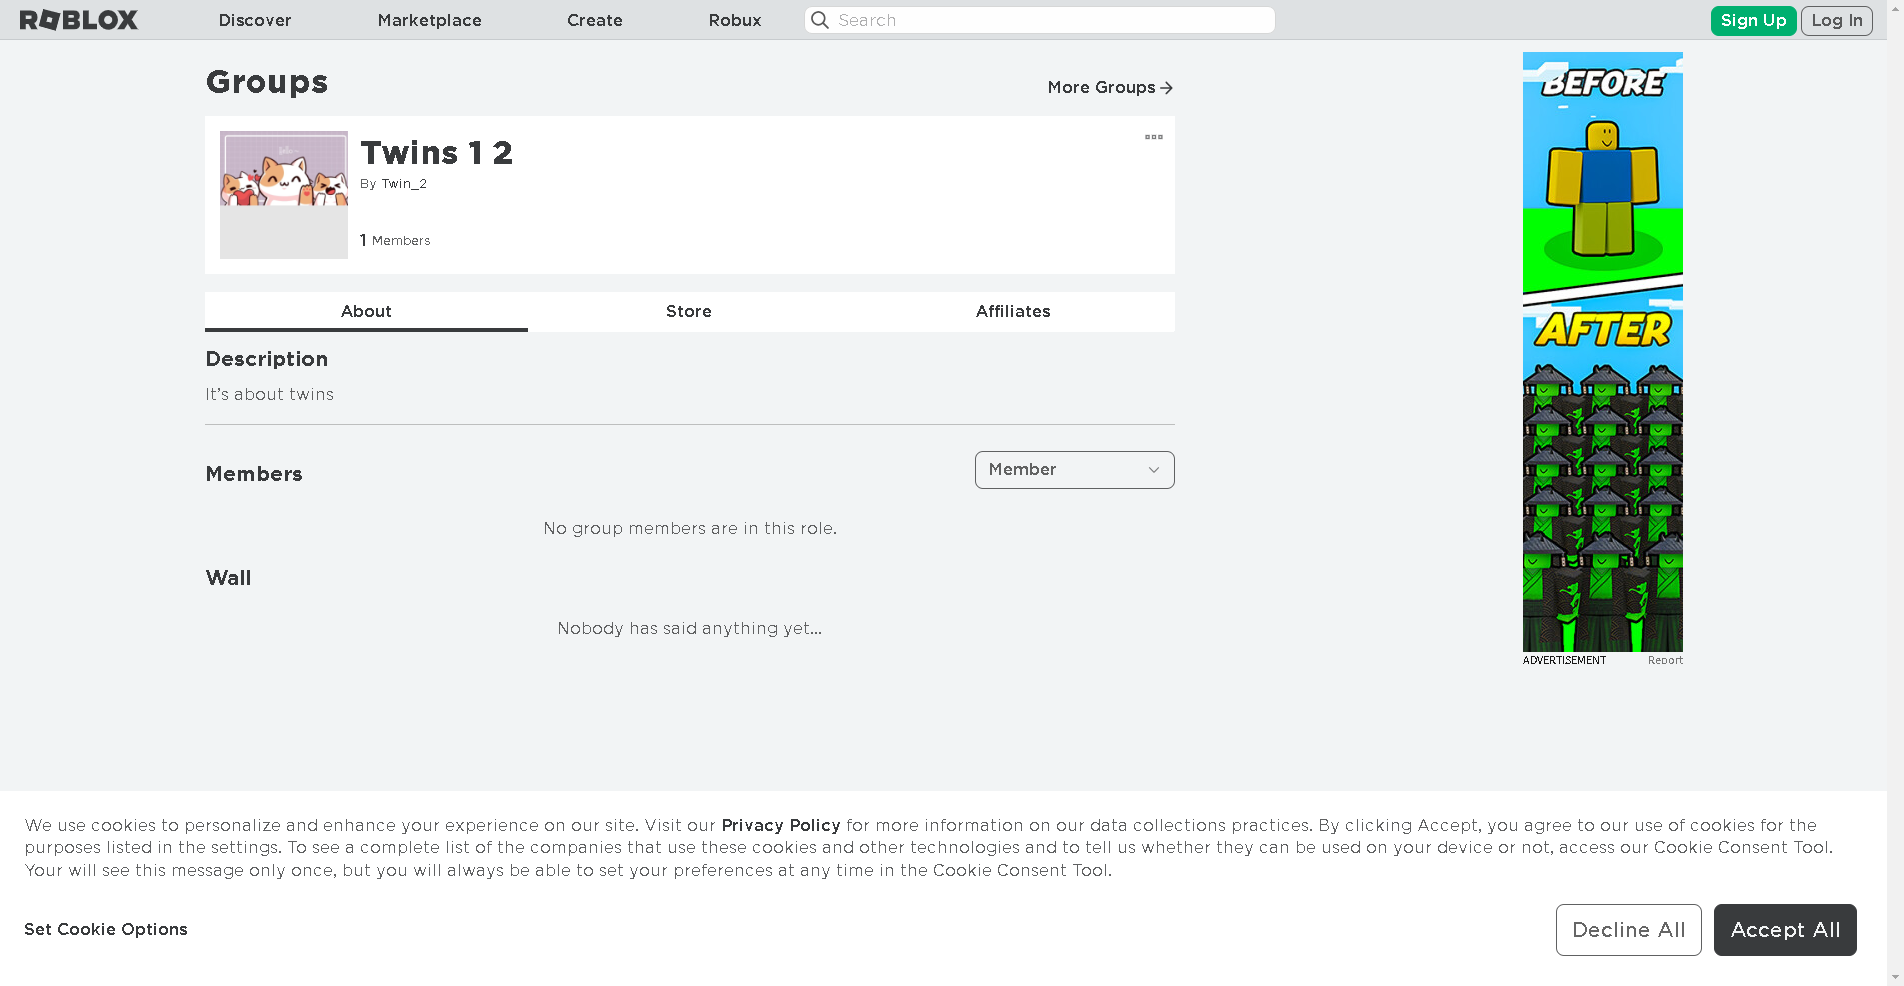 ROBLOX Discover Marketplace Create Robux Search Sign Up Log In
Groups
More Groups
Twins 1 2
By Twin_2
1 Members
About Store Affiliates
Description
It's about twins
Members
Member
No group members are in this role.
Wall
Nobody has said anything yet...
BEFORE
AFTER
ADVERTISEMENT Report
We use cookies to personalize and enhance your experience on our site. Visit our Privacy Policy for more information on our data collections practices. By clicking Accept, you agree to our use of cookies for the
purposes listed in the settings. To see a complete list of the companies that use these cookies and other technologies and to tell us whether they can be used on your device or not, access our Cookie Consent Tool.
Your will see this message only once, but you will always be able to set your preferences at any time in the Cookie Consent Tool.
Set Cookie Options
Decline All
Accept All